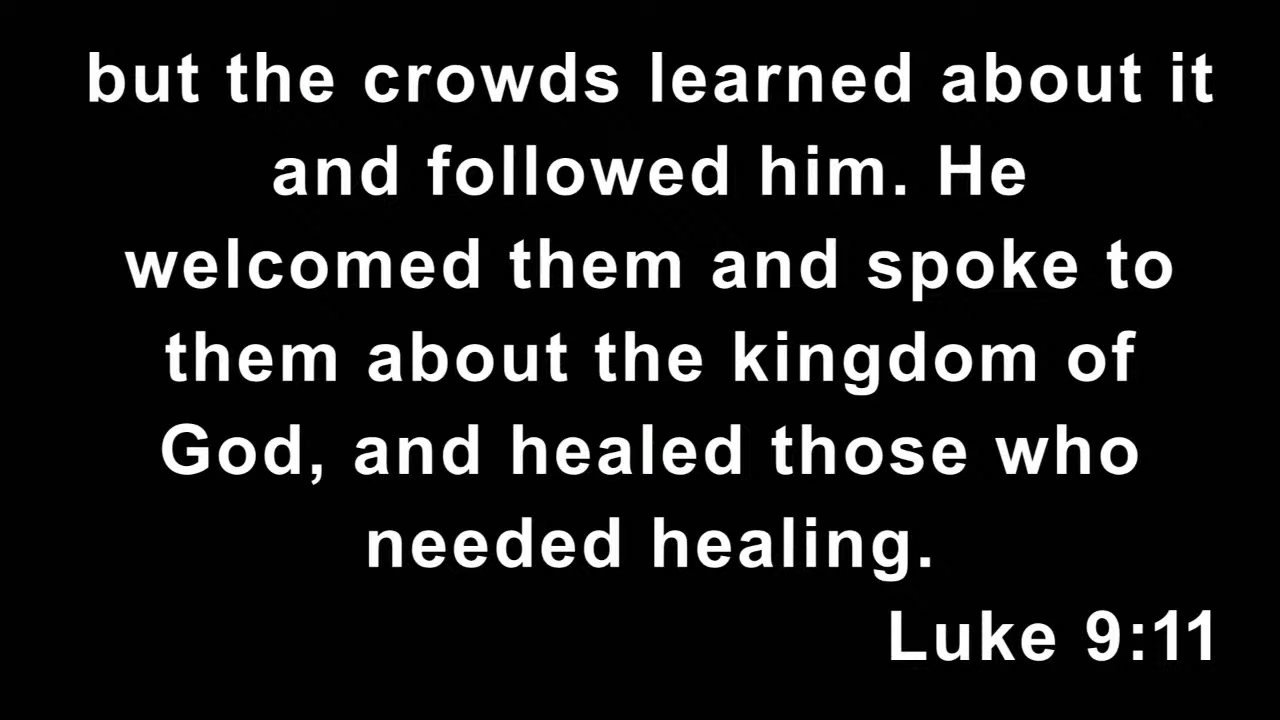 but the crowds learned about it
and followed him. He
welcomed them and spoke to
them about the kingdom of
God, and healed those who
needed healing.
Luke 9:11